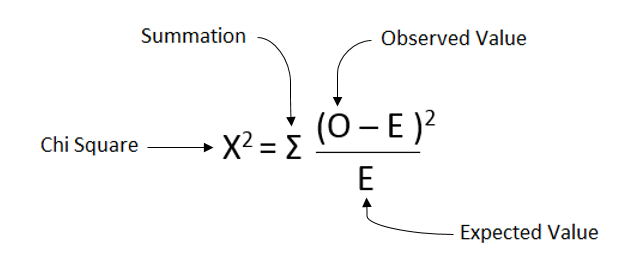 Summation
Observed Value
Chi Square
X² = Σ (O – E )²
E
Expected Value